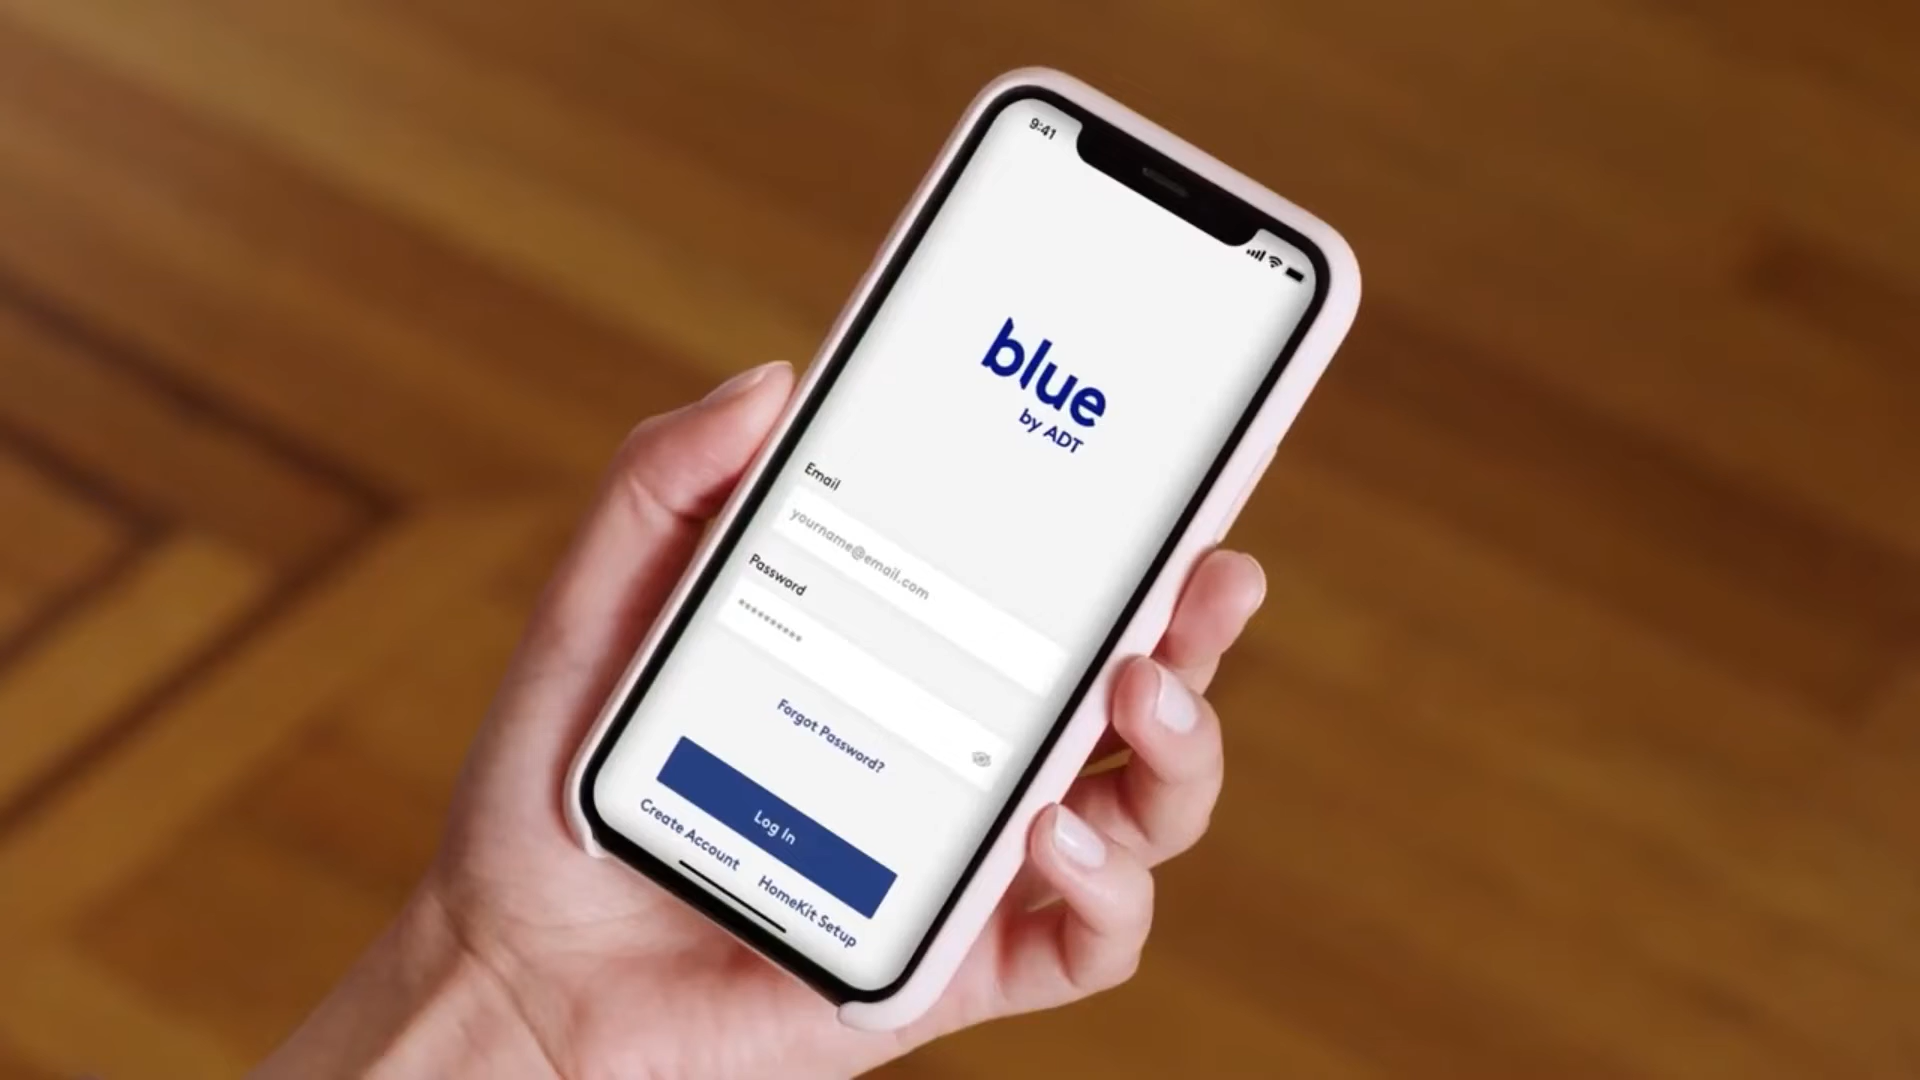 9:41
blue
by ADT
Email
yourname@email.com
Password
**********
Forgot Password?
Log In
Create Account HomeKit Setup